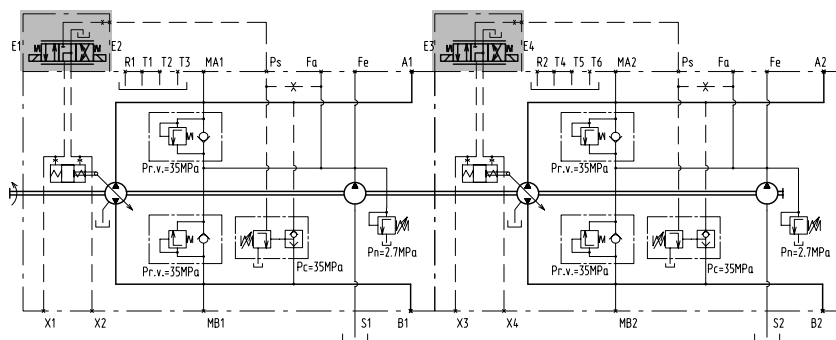 E1 E2 E3 E4
R1 T1 T2 T3 MA1 Ps Fa Fe A1 R2 T4 T5 T6 MA2 Ps Fa Fe A2
Pr.v.=35MPa Pr.v.=35MPa
Pn=2.7MPa Pn=2.7MPa
Pr.v.=35MPa Pc=35MPa Pr.v.=35MPa Pc=35MPa
X1 X2 MB1 S1 B1 X3 X4 MB2 S2 B2